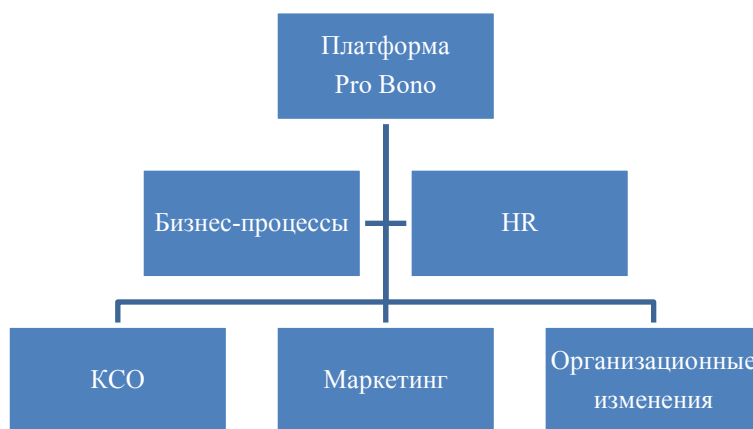 Платформа
Pro Bono
Бизнес-процессы
HR
КСО
Маркетинг
Организационные
изменения